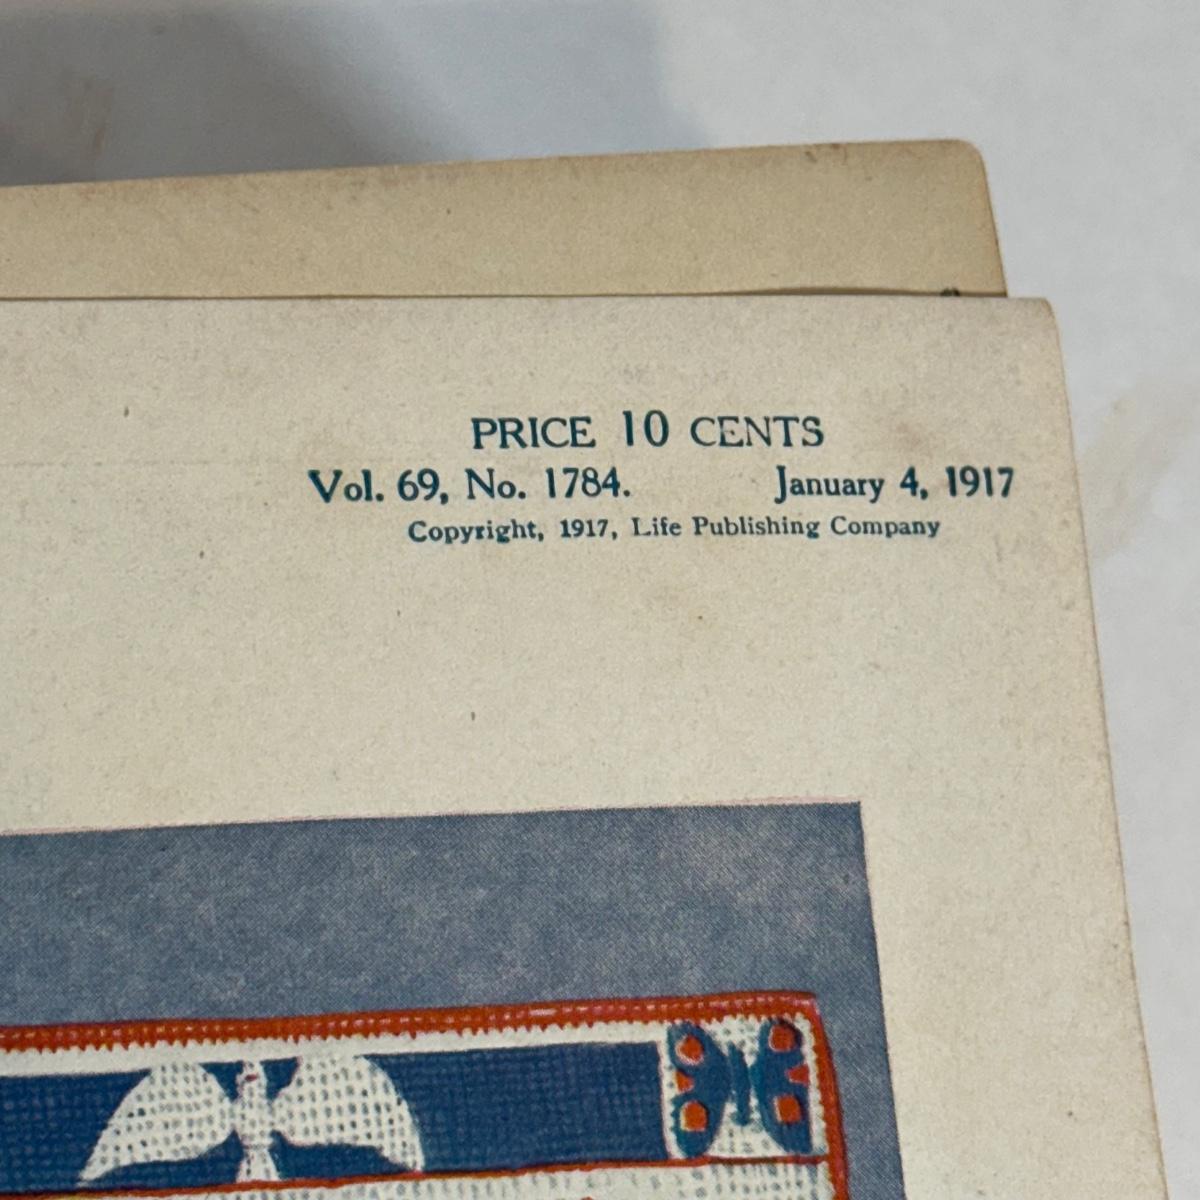 PRICE 10 CENTS
Vol. 69, No. 1784. January 4, 1917
Copyright, 1917, Life Publishing Company